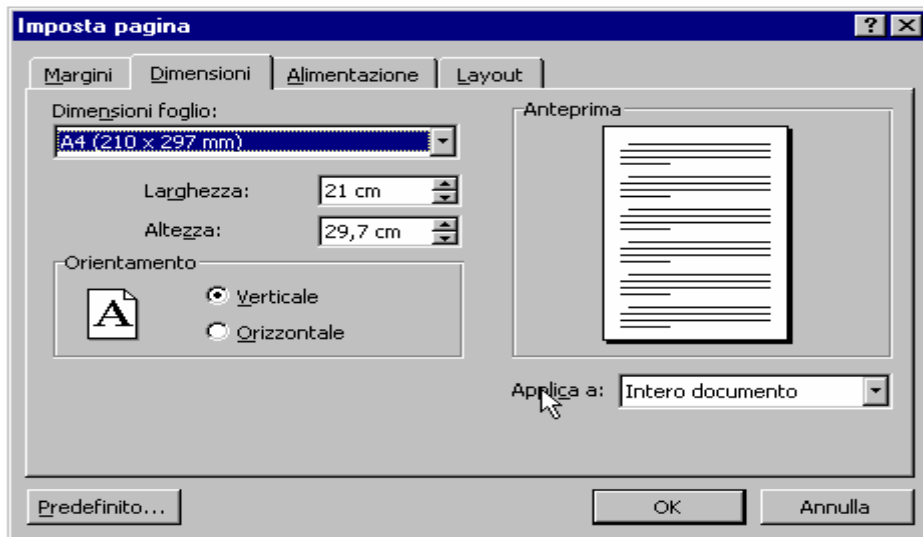 Imposta pagina
Margini Dimensioni Alimentazione Layout
Dimensioni foglio:
A4 (210 x 297 mm)
Larghezza: 21 cm
Altezza: 29,7 cm
Orientamento
A
Verticale
Orizzontale
Anteprima
Applica a: Intero documento
Predefinito... OK Annulla